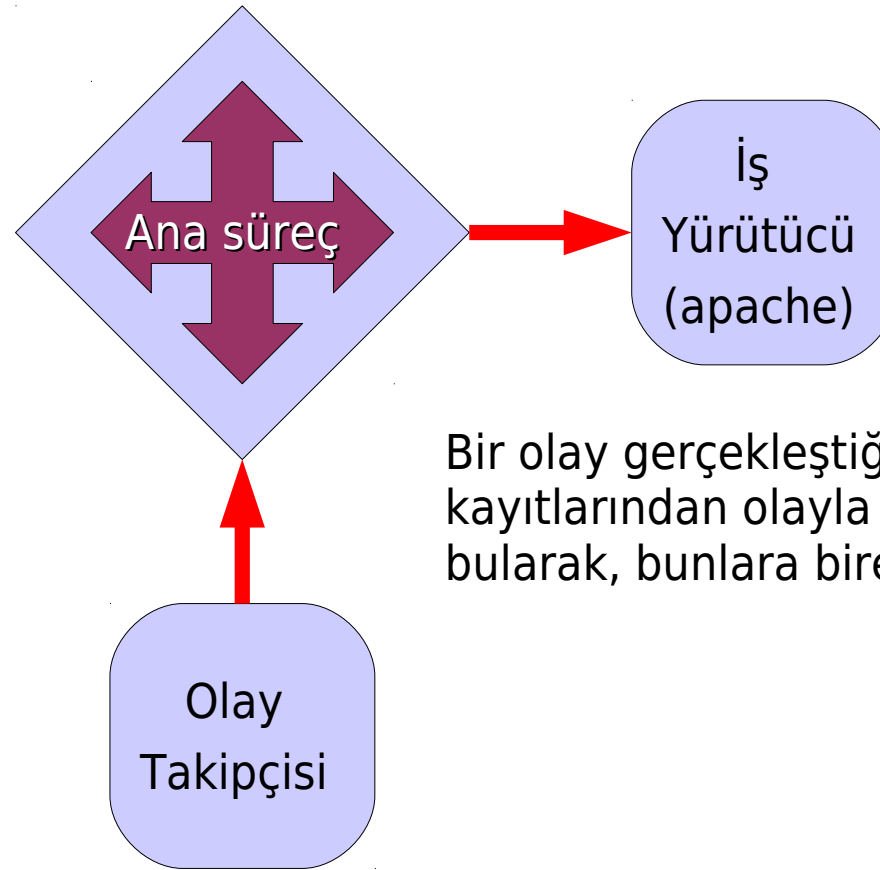 Ana süreç
İş
Yürütücü
(apache)
Bir olay gerçekleştiğ
kayıtlarından olayla
bularak, bunlara bire
Olay
Takipçisi